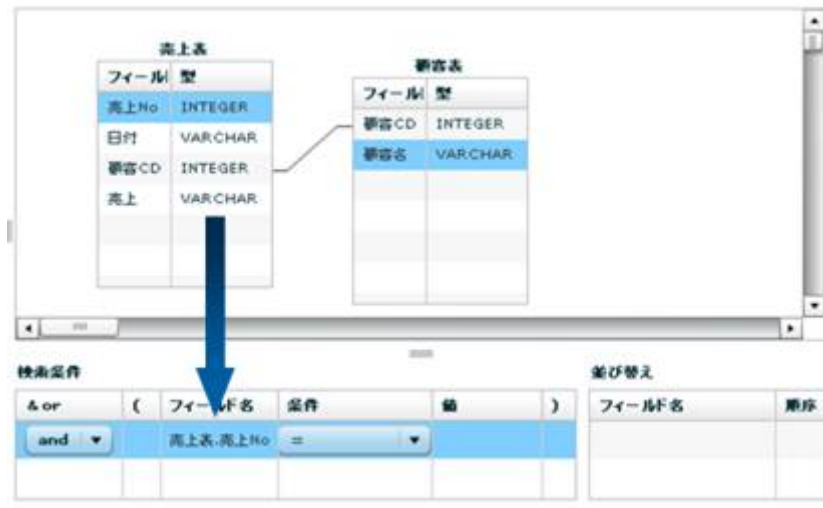 売上表
フィール 型
売上No INTEGER
日付 VARCHAR
顧客CD INTEGER
売上 VARCHAR
顧客表
フィール 型
顧客CD INTEGER
顧客名 VARCHAR
検索条件
& or ( フィールド名 条件 値 )
and 売上表.売上No =
並び替え
フィールド名 順序